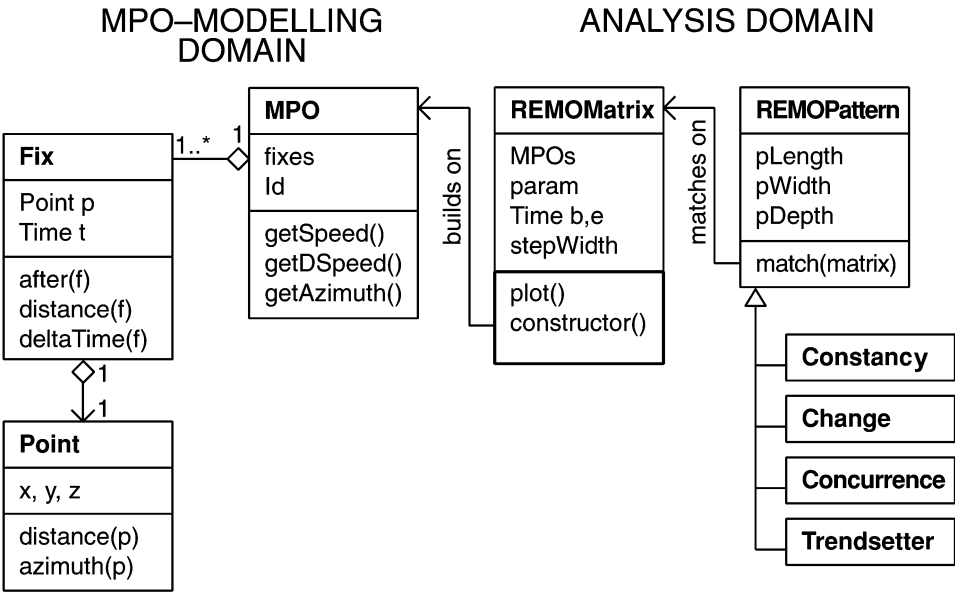 MPO–MODELLING
DOMAIN
ANALYSIS DOMAIN
Fix
Point p
Time t
after(f)
distance(f)
deltaTime(f)
1..*
1
MPO
fixes
Id
getSpeed()
getDSpeed()
getAzimuth()
1
1
Point
x, y, z
distance(p)
azimuth(p)
builds on
REMOMatrix
MPOs
param
Time b,e
stepWidth
plot()
constructor()
matches on
REMOPattern
pLength
pWidth
pDepth
match(matrix)
Constancy
Change
Concurrence
Trendsetter